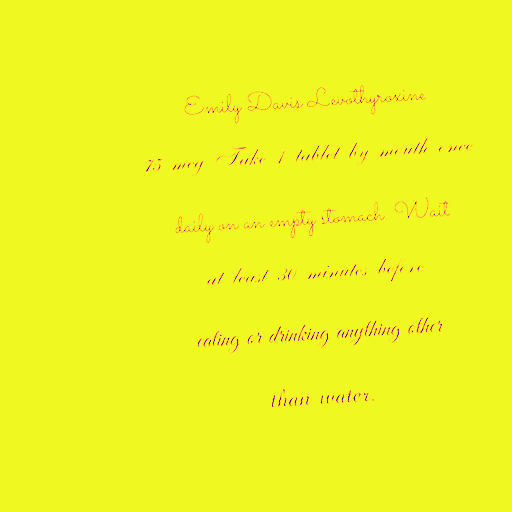 Emily Davis Levothyroxine
75 mcg Take 1 tablet by mouth once
daily on an empty stomach. Wait
at least 30 minutes before
eating or drinking anything other
than water.